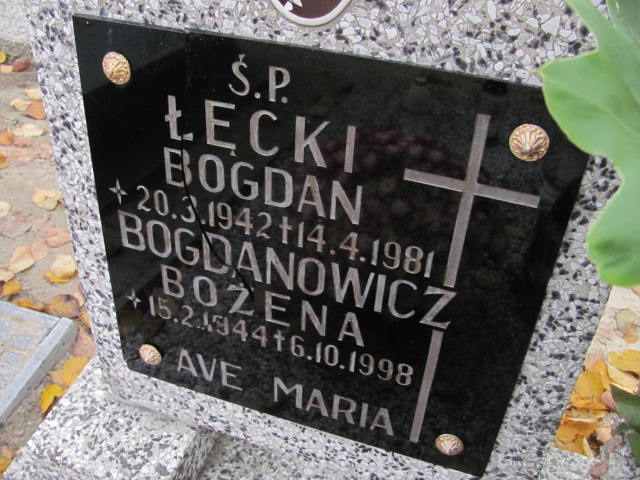 Ś.P.
ŁĘCKI
BOGDAN
✶ 20.3.1942 † 14.4.1981
BOGDANOWICZ
BOŻENA
✶ 15.2.1944 † 6.10.1998
AVE MARIA